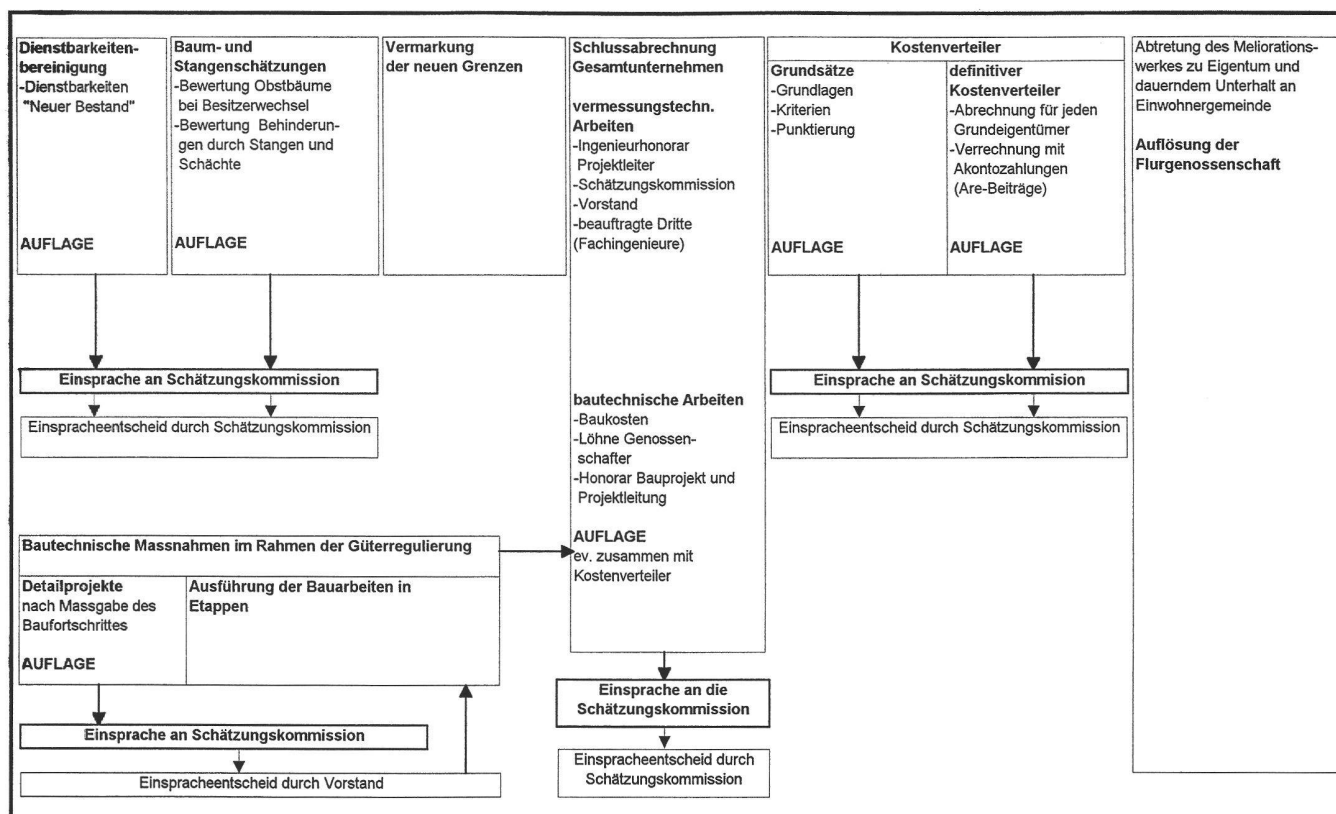 Dienstbarkeiten-
bereinigung
-Dienstbarkeiten
"Neuer Bestand"
AUFLAGE
Baum- und
Stangenschätzungen
-Bewertung Obstbäume
bei Besitzerwechsel
-Bewertung Behinderun-
gen durch Stangen und
Schächte
AUFLAGE
Vermarkung
der neuen Grenzen
Einsprache an Schätzungskommission
Einspracheentscheid durch Schätzungskommission
Schlussabrechnung
Gesamtunternehmen
vermessungstechn.
Arbeiten
-Ingenieurhonorar
Projektleiter
-Schätzungskommission
-Vorstand
-beauftragte Dritte
(Fachingenieure)
bautechnische Arbeiten
-Baukosten
-Löhne Genossen-
schafter
-Honorar Bauprojekt und
Projektleitung
AUFLAGE
ev. zusammen mit
Kostenverteiler
Einsprache an die
Schätzungskommission
Einspracheentscheid durch
Schätzungskommission
Kostenverteiler
Grundsätze
-Grundlagen
-Kriterien
-Punktierung
AUFLAGE
definitiver
Kostenverteiler
-Abrechnung für jeden
Grundeigentümer
-Verrechnung mit
Akontozahlungen
(Are-Beiträge)
AUFLAGE
Einsprache an Schätzungskommision
Einspracheentscheid durch Schätzungskommission
Abtretung des Meliorations-
werkes zu Eigentum und
dauerndem Unterhalt an
Einwohnergemeinde
Auflösung der
Flurgenossenschaft
Bautechnische Massnahmen im Rahmen der Güterregulierung
Detailprojekte
nach Massgabe des
Baufortschrittes
AUFLAGE
Ausführung der Bauarbeiten in
Etappen
Einsprache an Schätzungskommission
Einspracheentscheid durch Vorstand